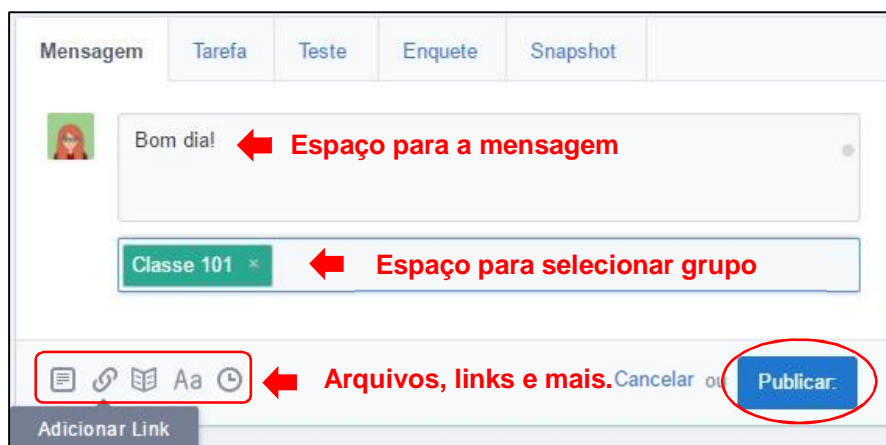 Mensagem Tarefa Teste Enquete Snapshot
Bom dia! Espaço para a mensagem
Classe 101 × Espaço para selecionar grupo
Aa Arquivos, links e mais. Cancelar ou Publicar.
Adicionar Link